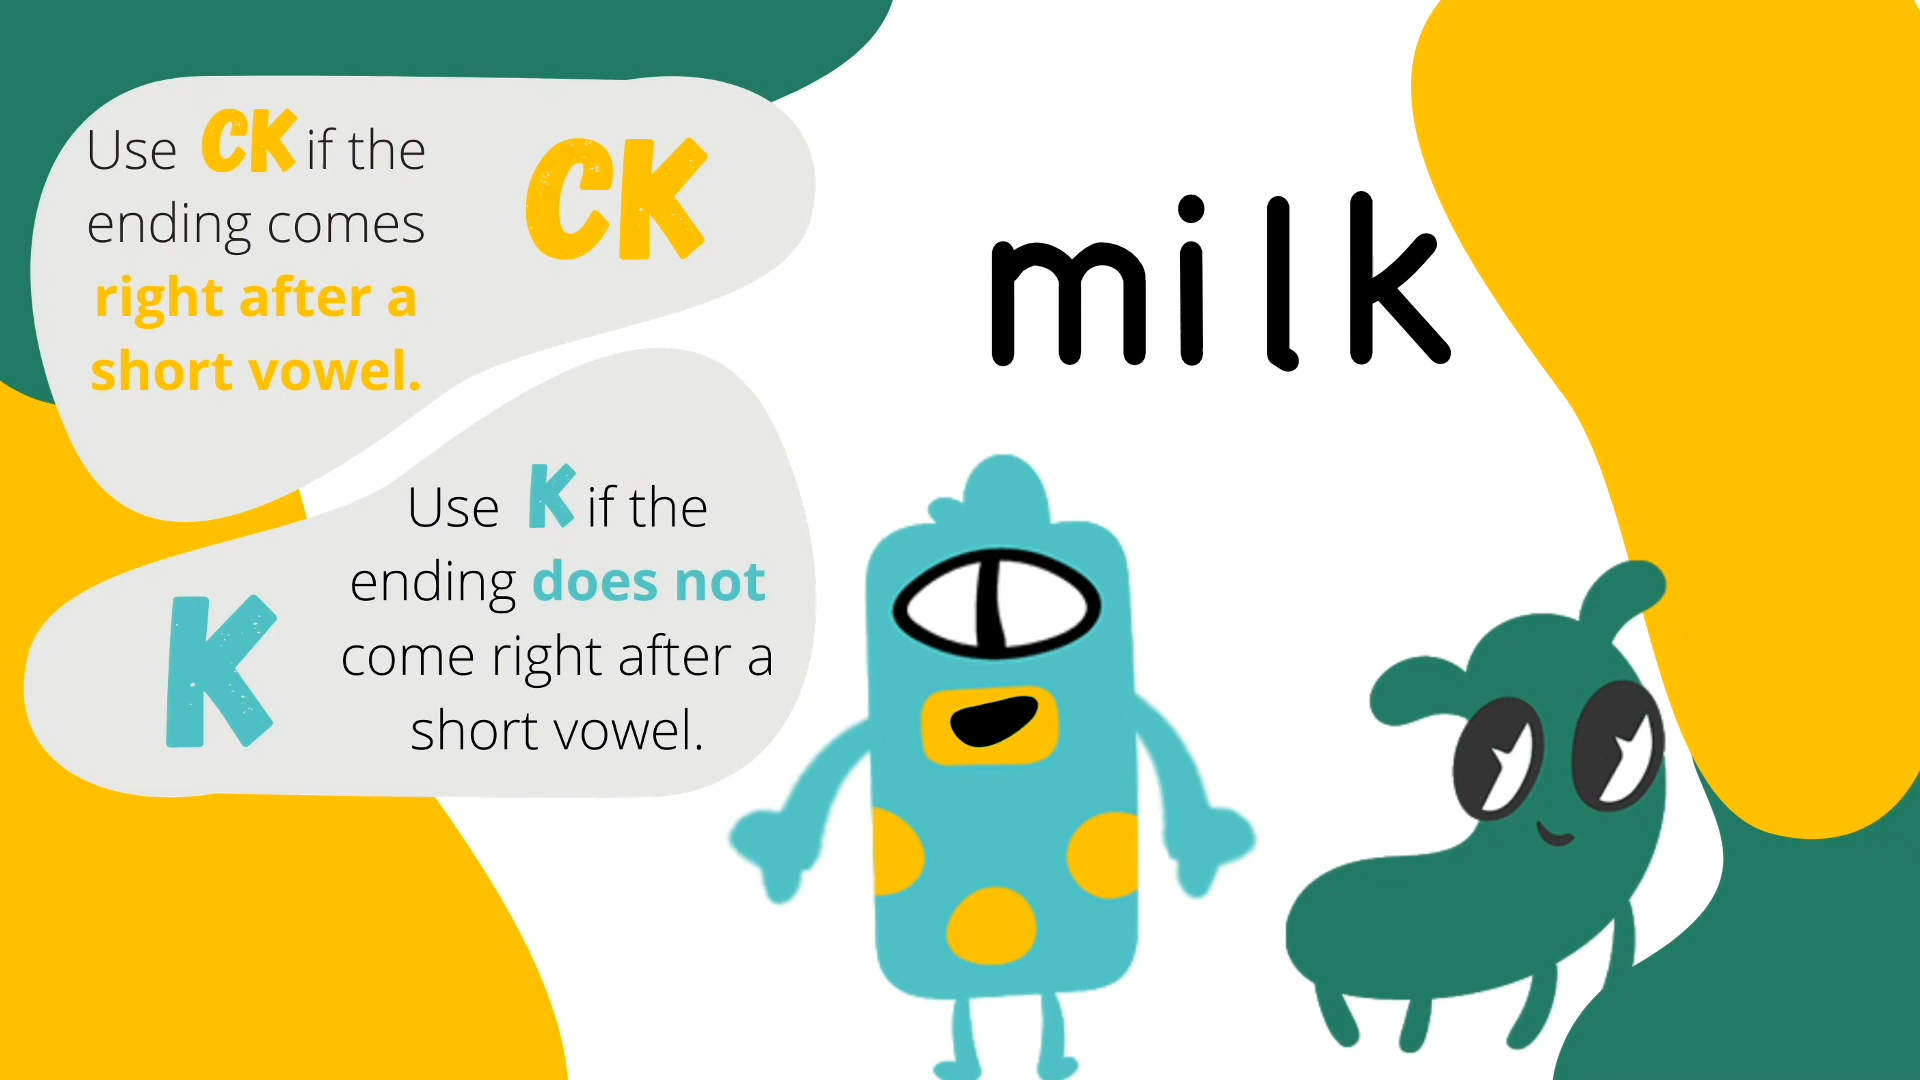 Use CK if the
ending comes
right after a
short vowel.
CK
milk
Use K if the
ending does not
come right after a
short vowel.
K